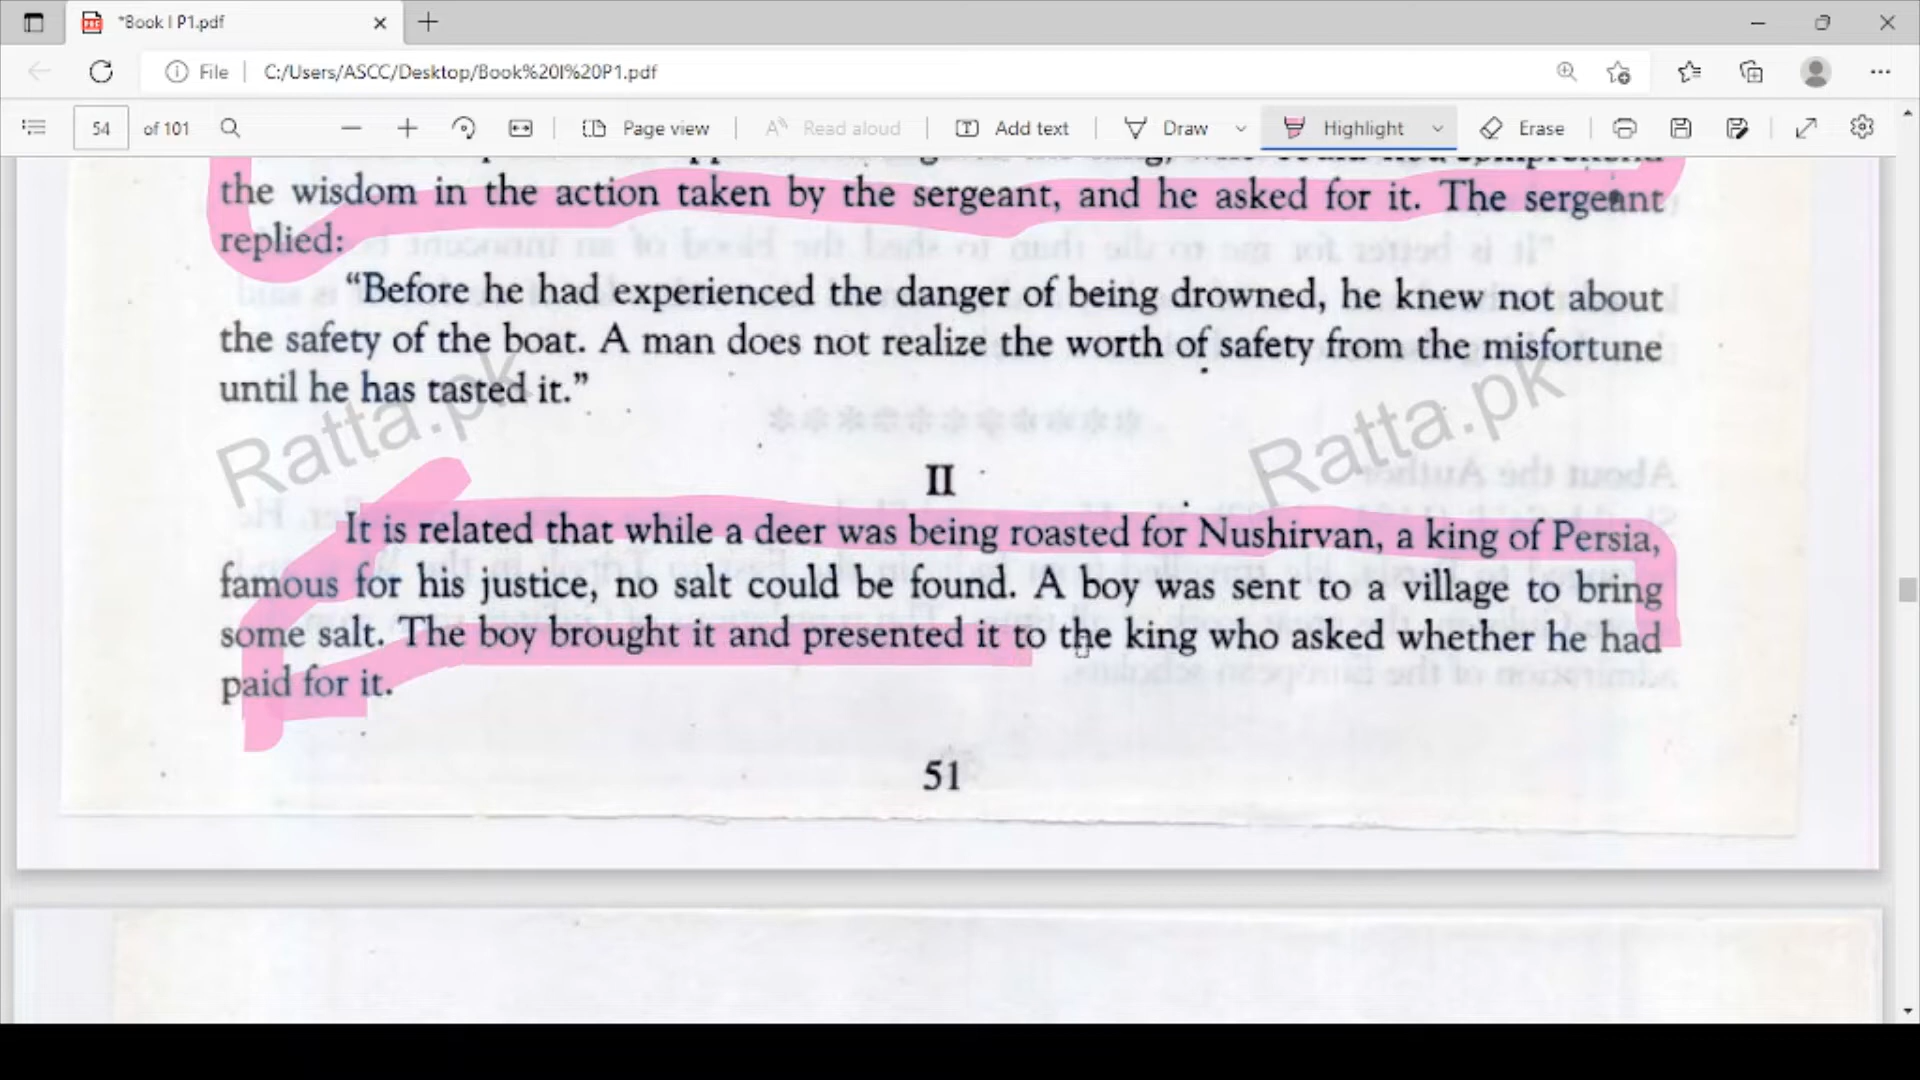 *Book I P1.pdf
File
C:/Users/ASCC/Desktop/Book%20I%20P1.pdf
54 of 101
Page view
Read aloud
Add text
Draw
Highlight
Erase
the wisdom in the action taken by the sergeant, and he asked for it. The sergeant
replied:
“Before he had experienced the danger of being drowned, he knew not about
the safety of the boat. A man does not realize the worth of safety from the misfortune
until he has tasted it.”
Ratta.pk
Ratta.pk
II
It is related that while a deer was being roasted for Nushirvan, a king of Persia,
famous for his justice, no salt could be found. A boy was sent to a village to bring
some salt. The boy brought it and presented it to the king who asked whether he had
paid for it.
51